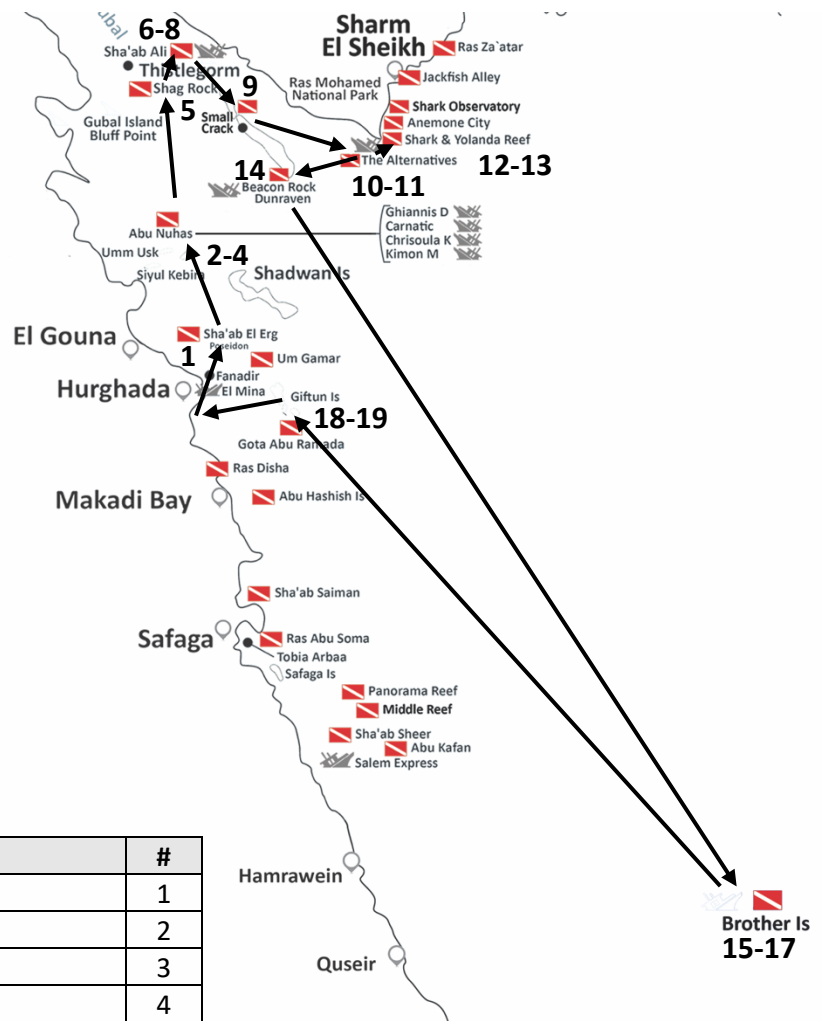 ubal
6-8
Sharm
El Sheikh
Sha'ab Ali
Thistlegorm
Shag Rock
Ras Za`atar
Jackfish Alley
Ras Mohamed
National Park
9
5
Small
Crack
Gubal Island
Bluff Point
Shark Observatory
Anemone City
Shark & Yolanda Reef
The Alternatives
12-13
10-11
14
Beacon Rock
Dunraven
Abu Nuhas
Ghiannis D
Carnatic
Chrisoula K
Kimon M
Umm Usk
2-4
Siyul Kebira
Shadwan Is
El Gouna
Sha'ab El Erg
Poseidon
1
Um Gamar
Fanadir
Hurghada
El Mina
Giftun Is
18-19
Gota Abu Ramada
Ras Disha
Makadi Bay
Abu Hashish Is
Sha'ab Saiman
Safaga
Ras Abu Soma
Tobia Arbaa
Safaga Is
Panorama Reef
Middle Reef
Sha'ab Sheer
Abu Kafan
Salem Express
#
1
2
3
4
Hamrawein
Brother Is
15-17
Quseir